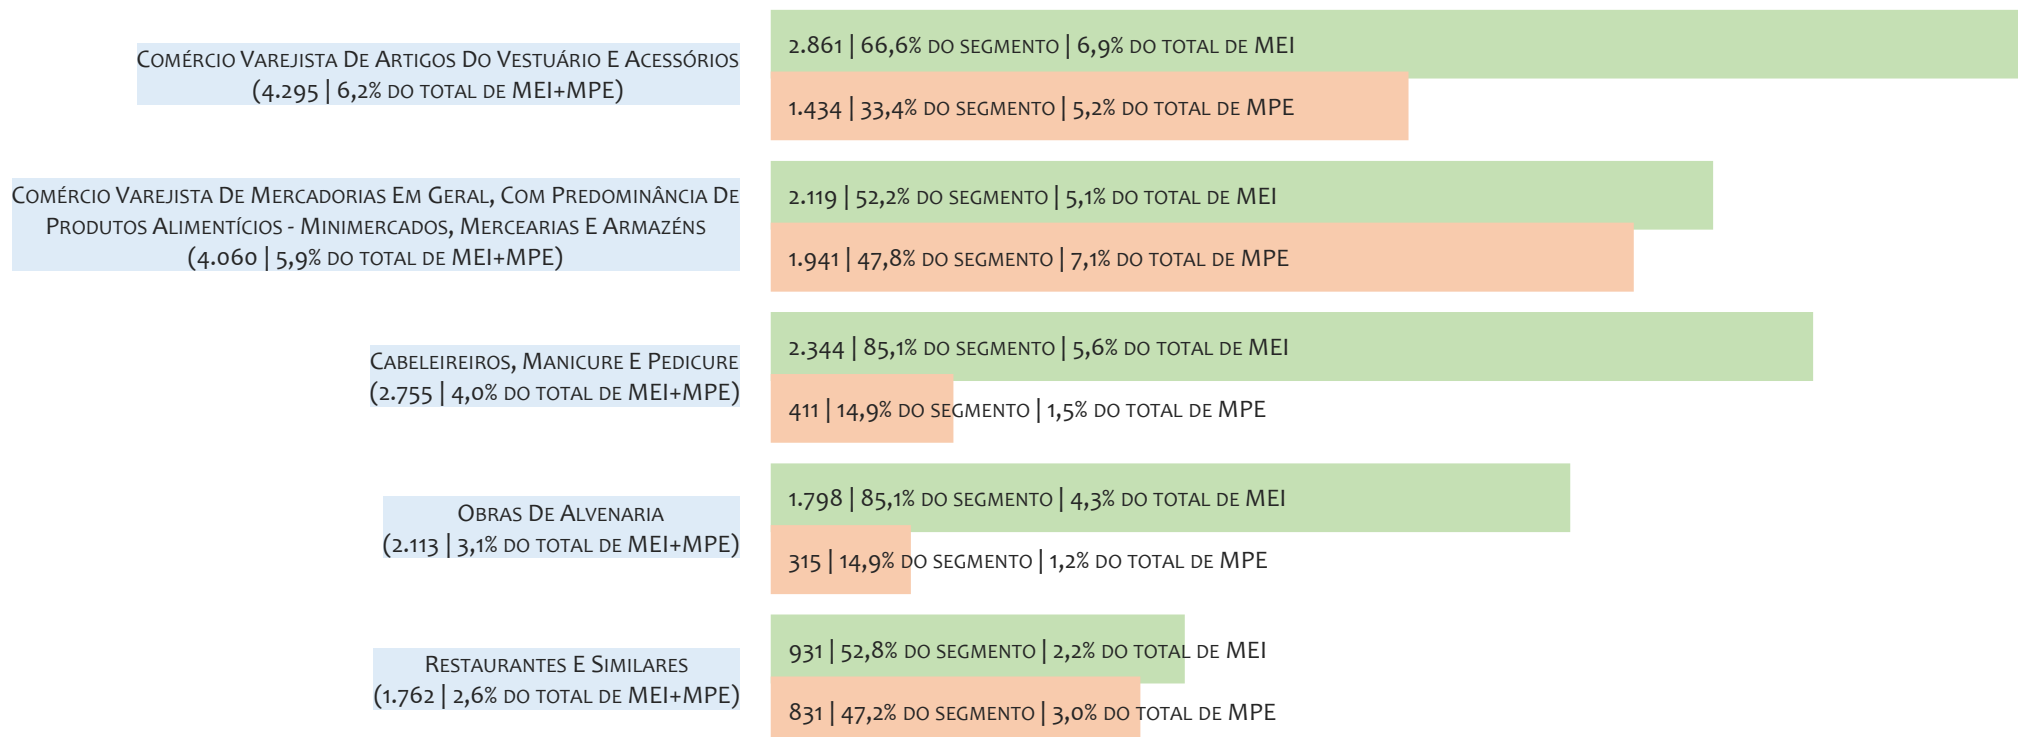 Comércio Varejista De Artigos Do Vestuário E Acessórios
(4.295 | 6,2% do total de MEI+MPE)
2.861 | 66,6% do segmento | 6,9% do total de MEI
1.434 | 33,4% do segmento | 5,2% do total de MPE
Comércio Varejista De Mercadorias Em Geral, Com Predominância De
Produtos Alimentícios - Minimercados, Mercearias E Armazéns
(4.060 | 5,9% do total de MEI+MPE)
2.119 | 52,2% do segmento | 5,1% do total de MEI
1.941 | 47,8% do segmento | 7,1% do total de MPE
Cabeleireiros, Manicure E Pedicure
(2.755 | 4,0% do total de MEI+MPE)
2.344 | 85,1% do segmento | 5,6% do total de MEI
411 | 14,9% do segmento | 1,5% do total de MPE
Obras De Alvenaria
(2.113 | 3,1% do total de MEI+MPE)
1.798 | 85,1% do segmento | 4,3% do total de MEI
315 | 14,9% do segmento | 1,2% do total de MPE
Restaurantes E Similares
(1.762 | 2,6% do total de MEI+MPE)
931 | 52,8% do segmento | 2,2% do total de MEI
831 | 47,2% do segmento | 3,0% do total de MPE